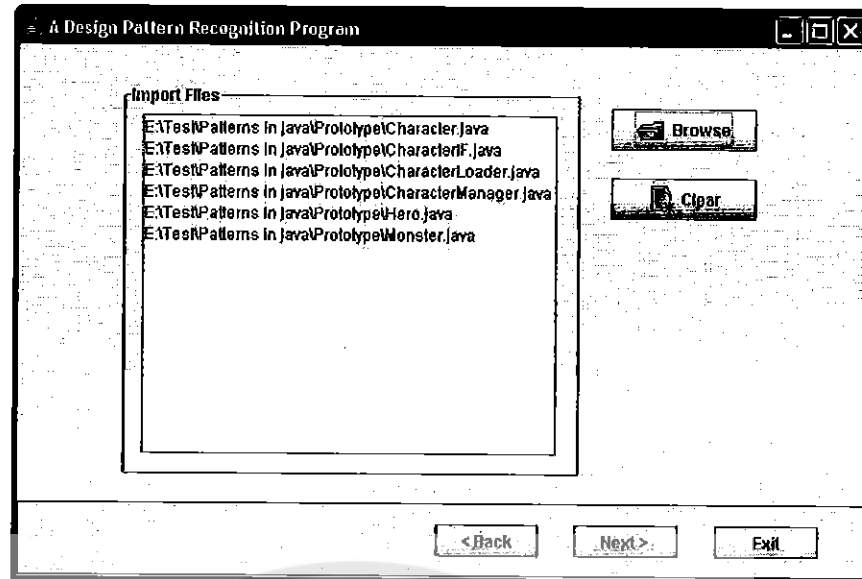 A Design Pattern Recognition Program
Import Files
E:\Test\Patterns in java\Prototype\Character.java
E:\Test\Patterns in java\Prototype\CharacterIF.java
E:\Test\Patterns in java\Prototype\CharacterLoader.java
E:\Test\Patterns in java\Prototype\CharacterManager.java
E:\Test\Patterns in java\Prototype\Hero.java
E:\Test\Patterns in java\Prototype\Monster.java
Browse
Clear
<Back
Next>
Exit